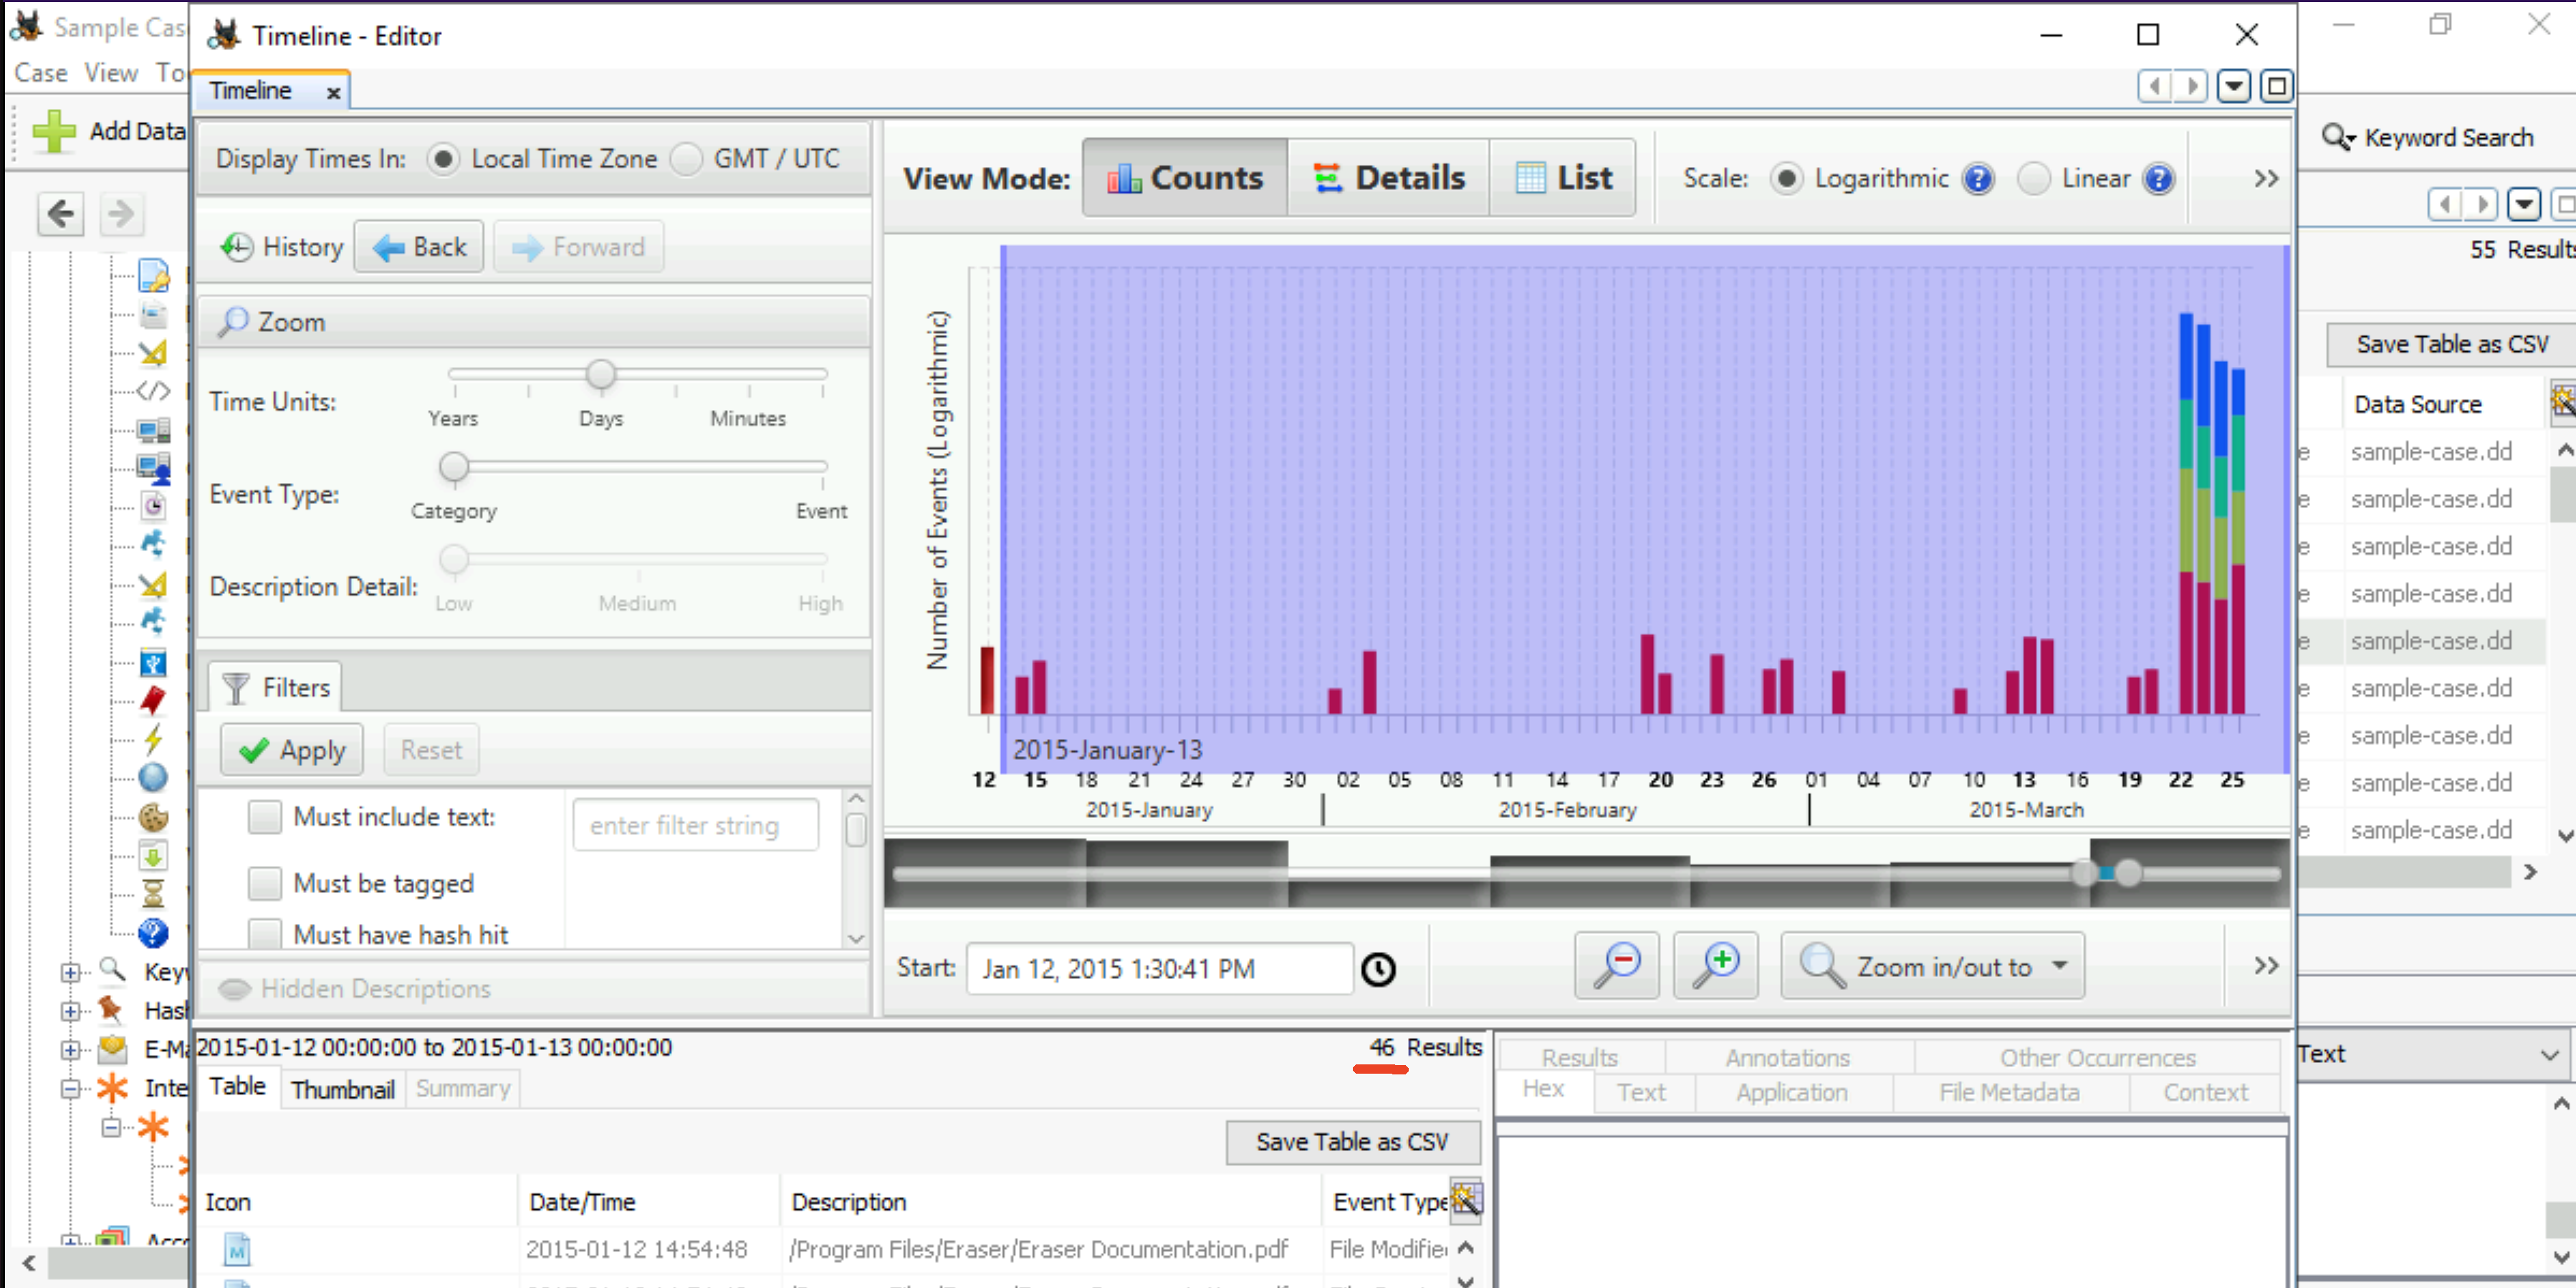 Sample Cas
Timeline - Editor
Case View To
Timeline x
Add Data
Display Times In: Local Time Zone GMT / UTC
View Mode: Counts Details List Scale: Logarithmic ? Linear ? >>
Keyword Search
History Back Forward
55 Results
Zoom
Save Table as CSV
Time Units:
Years Days Minutes
Data Source
Event Type:
Category Event
Description Detail:
Low Medium High
e sample-case.dd
e sample-case.dd
e sample-case.dd
e sample-case.dd
e sample-case.dd
e sample-case.dd
e sample-case.dd
e sample-case.dd
e sample-case.dd
Number of Events (Logarithmic)
Filters
Apply Reset
2015-January-13
12 15 18 21 24 27 30 02 05 08 11 14 17 20 23 26 01 04 07 10 13 16 19 22 25
2015-January 2015-February 2015-March
Must include text: enter filter string
Must be tagged
Must have hash hit
Hidden Descriptions
Start: Jan 12, 2015 1:30:41 PM Zoom in/out to >>
Keyw
Hash
E-Ma
Inte
Acco
2015-01-12 00:00:00 to 2015-01-13 00:00:00 46 Results
Table Thumbnail Summary
Results Annotations Other Occurrences
Hex Text Application File Metadata Context
Text
Save Table as CSV
Icon Date/Time Description Event Type
M 2015-01-12 14:54:48 /Program Files/Eraser/Eraser Documentation.pdf File Modifie